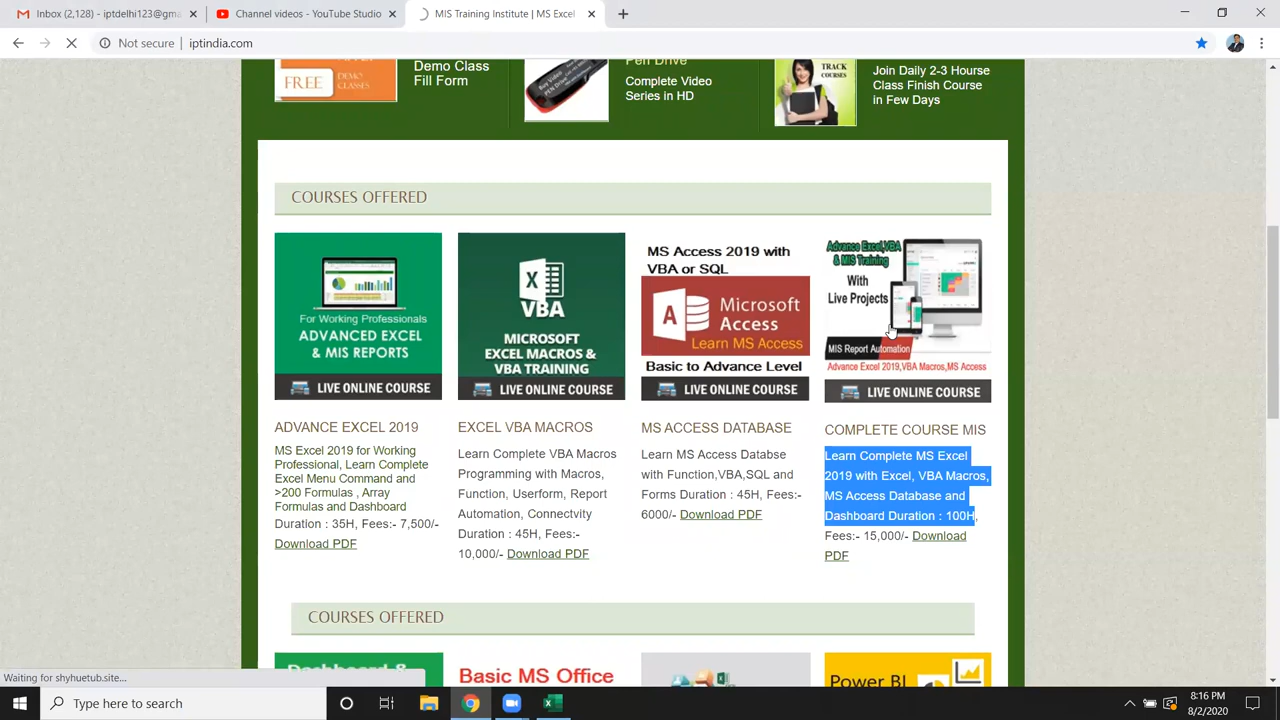 Inbox (2,128) - iptdelhi123@gma
Channel videos - YouTube Studio
MIS Training Institute | MS Excel
Not secure
iptindia.com
FREE
DEMO
CLASSES
Demo Class
Fill Form
Pen Drive
Complete Video
Series in HD
TRACK
COURSES
Join Daily 2-3 Hourse
Class Finish Course
in Few Days
COURSES OFFERED
For Working Professionals
ADVANCED EXCEL
& MIS REPORTS
LIVE ONLINE COURSE
VBA
MICROSOFT
EXCEL MACROS &
VBA TRAINING
LIVE ONLINE COURSE
MS Access 2019 with
VBA or SQL
A
Microsoft
Access
Learn MS Access
Basic to Advance Level
LIVE ONLINE COURSE
Advance Excel,VBA
& MIS Training
With
Live Projects
MIS Report Automation
Advance Excel 2019,VBA Macros,MS Access
LIVE ONLINE COURSE
ADVANCE EXCEL 2019
MS Excel 2019 for Working
Professional, Learn Complete
Excel Menu Command and
>200 Formulas , Array
Formulas and Dashboard
Duration : 35H, Fees:- 7,500/-
Download PDF
EXCEL VBA MACROS
Learn Complete VBA Macros
Programming with Macros,
Function, Userform, Report
Automation, Connectvity
Duration : 45H, Fees:-
10,000/- Download PDF
MS ACCESS DATABASE
Learn MS Access Databse
with Function,VBA,SQL and
Forms Duration : 45H, Fees:-
6000/- Download PDF
COMPLETE COURSE MIS
Learn Complete MS Excel
2019 with Excel, VBA Macros,
MS Access Database and
Dashboard Duration : 100H,
Fees:- 15,000/- Download
PDF
COURSES OFFERED
Dashboard &
Basic MS Office
Power BI
Waiting for shyhuetub.site...
Type here to search
8:16 PM
8/2/2020